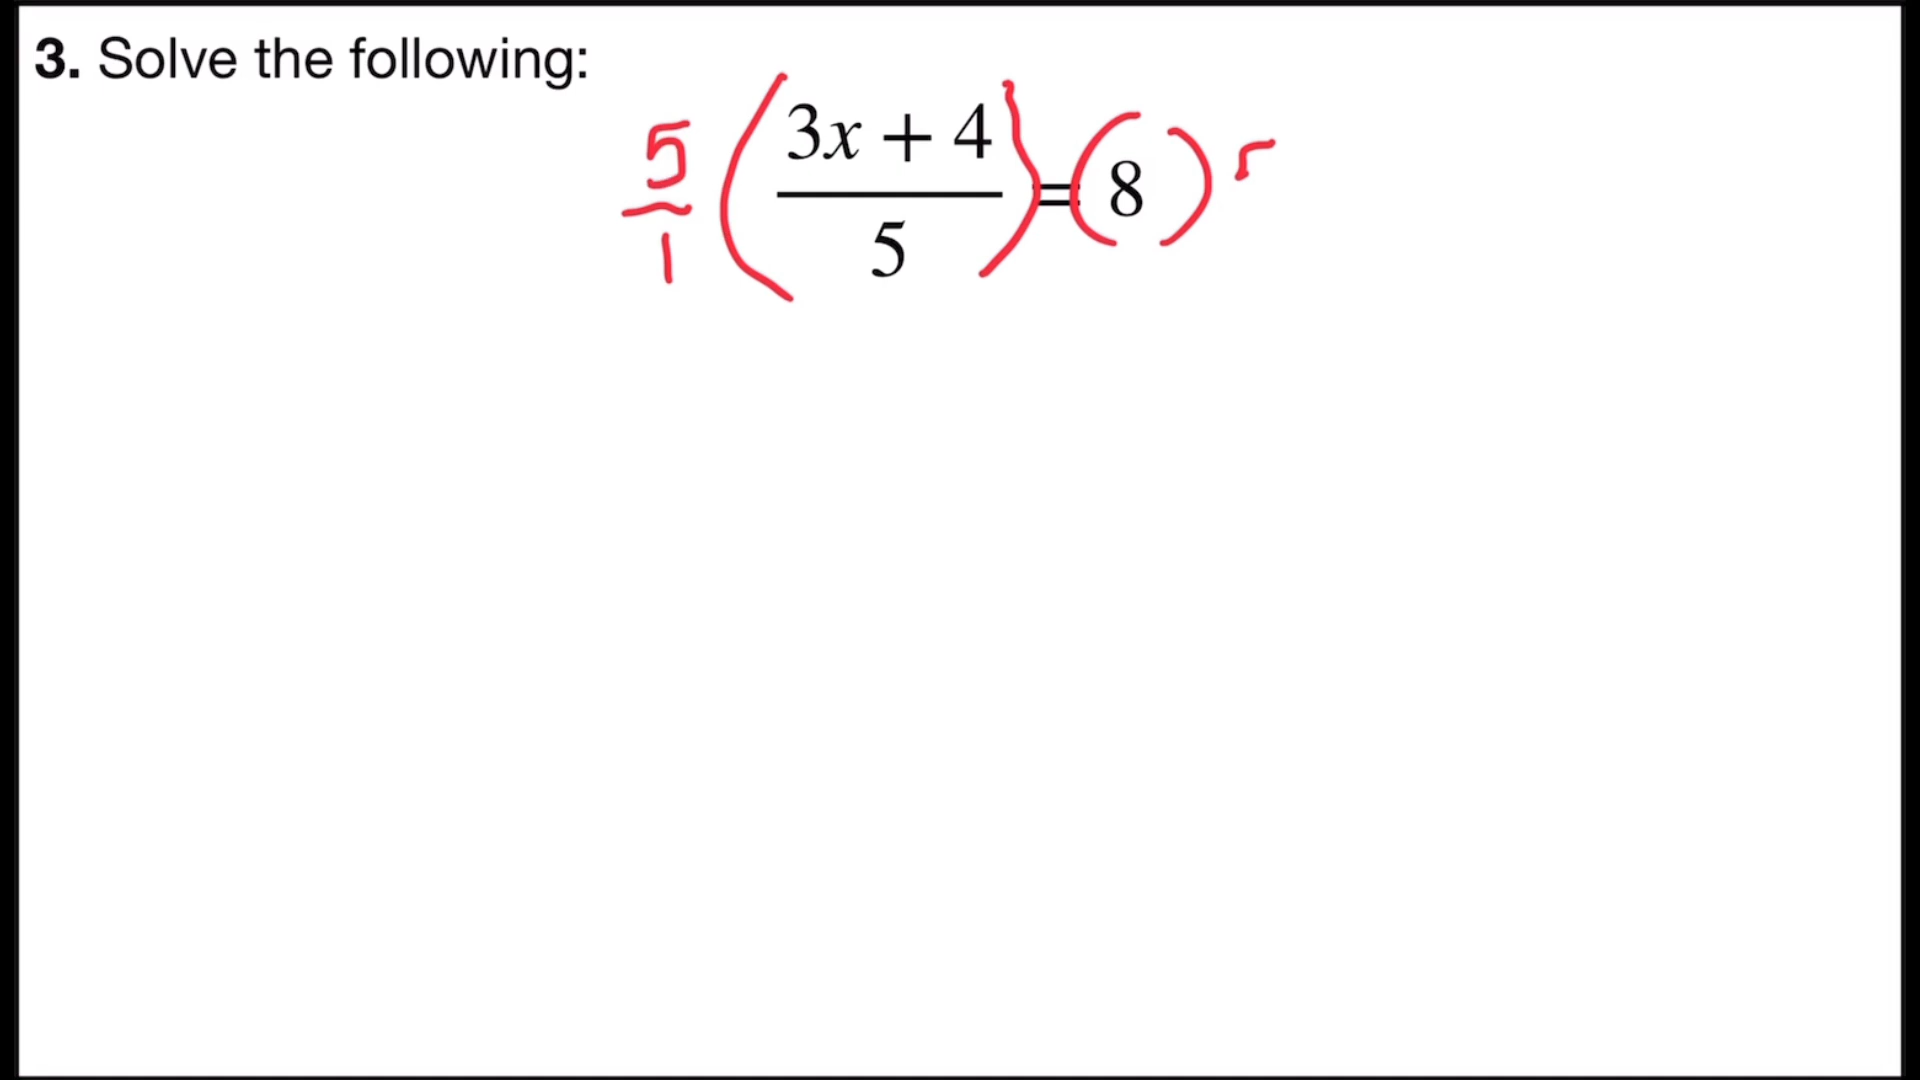 3. Solve the following:
5/1 ( (3x + 4)/5 ) = ( 8 )